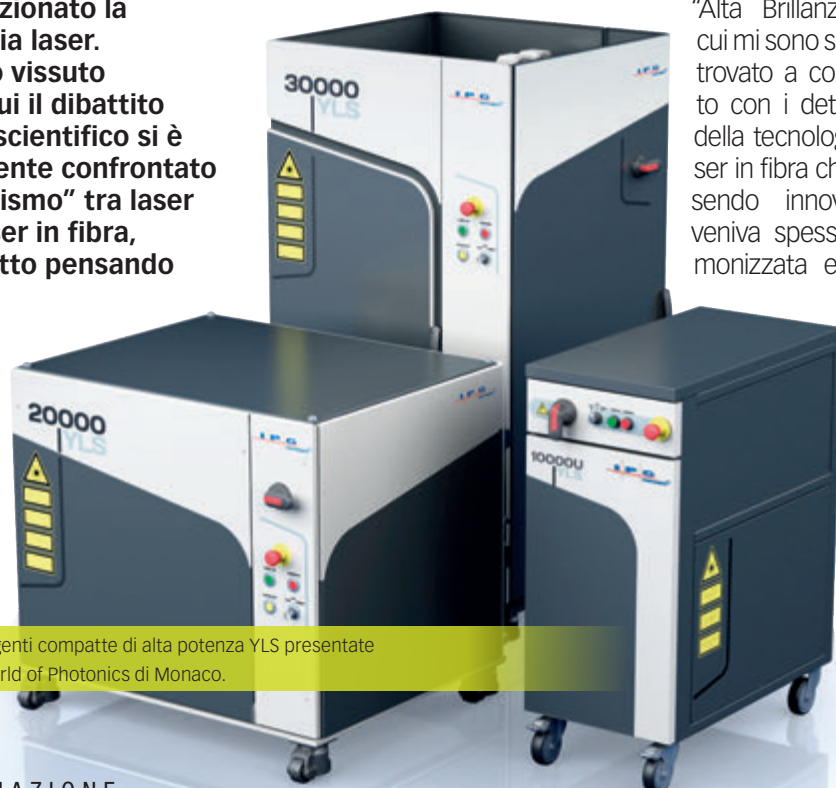 zionato la
ia laser.
vissuto
ui il dibattito
scientifico si è
ente confrontato
ismo" tra laser
er in fibra,
tto pensando
"Alta Brillanz
cui mi sono s
trovato a co
to con i det
della tecnolog
ser in fibra ch
sendo innov
veniva spess
monizzata e
30000
YLS
IPG
20000
YLS
IPG
10000U
YLS
IPG
genti compatte di alta potenza YLS presentate
rld of Photonics di Monaco.
AZIONE